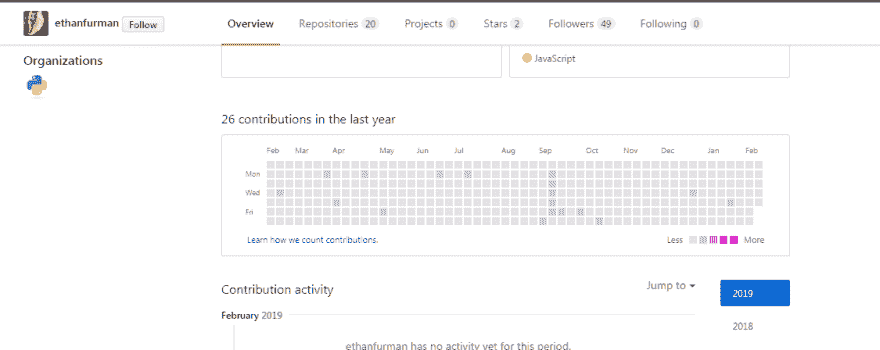 ethanfurman Follow Overview Repositories 20 Projects 0 Stars 2 Followers 49 Following 0
Organizations
JavaScript
26 contributions in the last year
Feb Mar Apr May Jun Jul Aug Sep Oct Nov Dec Jan Feb
Mon
Wed
Fri
Learn how we count contributions. Less More
Contribution activity Jump to 2019
February 2019
2018
ethanfurman has no activity yet for this period.